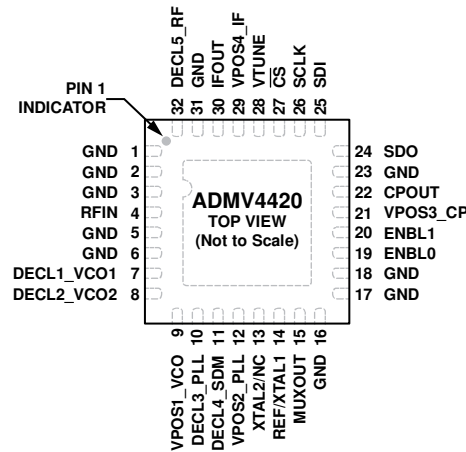 32 DECL5_RF
31 GND
30 IFOUT
29 VPOS4_IF
28 VTUNE
27 C̅S̅
26 SCLK
25 SDI
PIN 1
INDICATOR
GND 1
GND 2
GND 3
RFIN 4
GND 5
GND 6
DECL1_VCO1 7
DECL2_VCO2 8
ADMV4420
TOP VIEW
(Not to Scale)
24 SDO
23 GND
22 CPOUT
21 VPOS3_CP
20 ENBL1
19 ENBL0
18 GND
17 GND
VPOS1_VCO 9
DECL3_PLL 10
DECL4_SDM 11
VPOS2_PLL 12
XTAL2/NC 13
REF/XTAL1 14
MUXOUT 15
GND 16